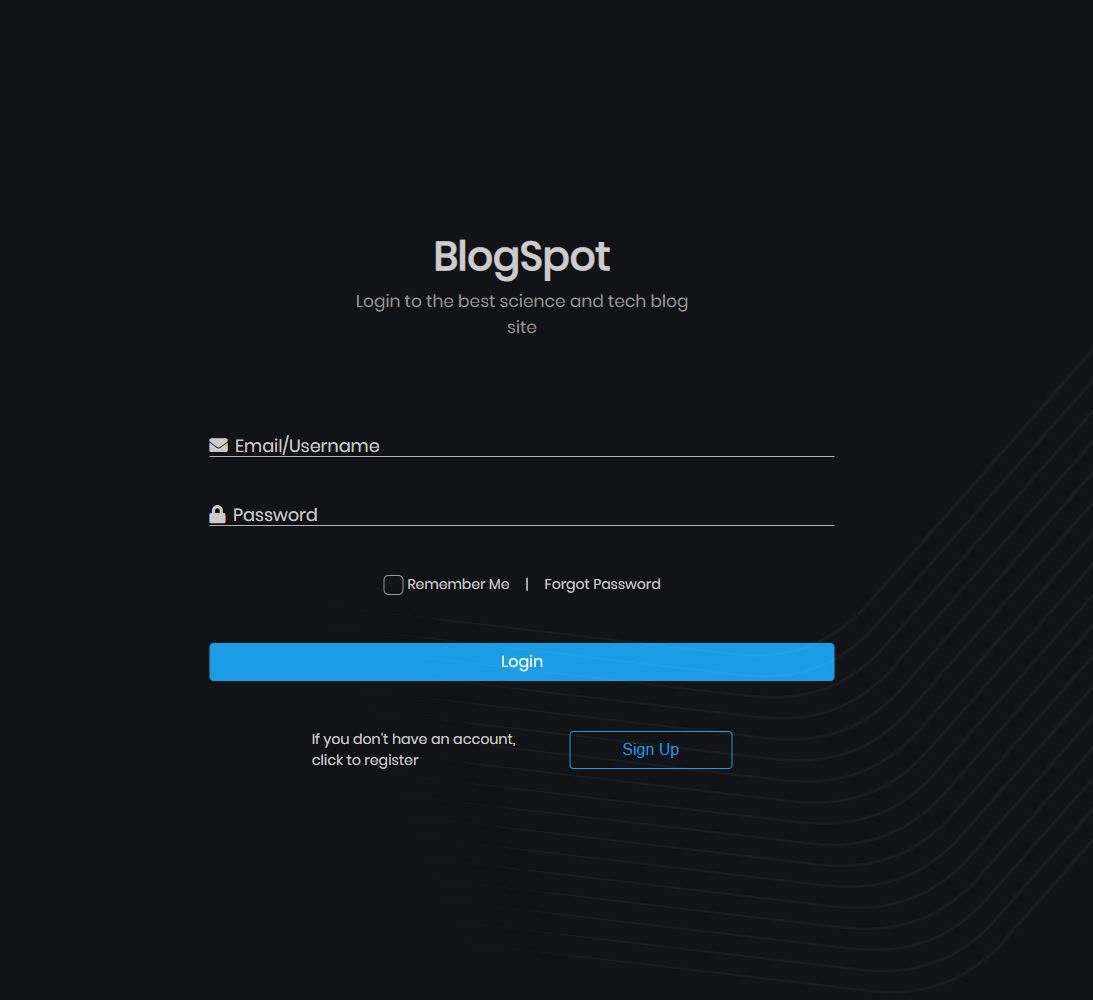 BlogSpot
Login to the best science and tech blog
site
Email/Username
Password
Remember Me | Forgot Password
Login
If you don't have an account,
click to register
Sign Up